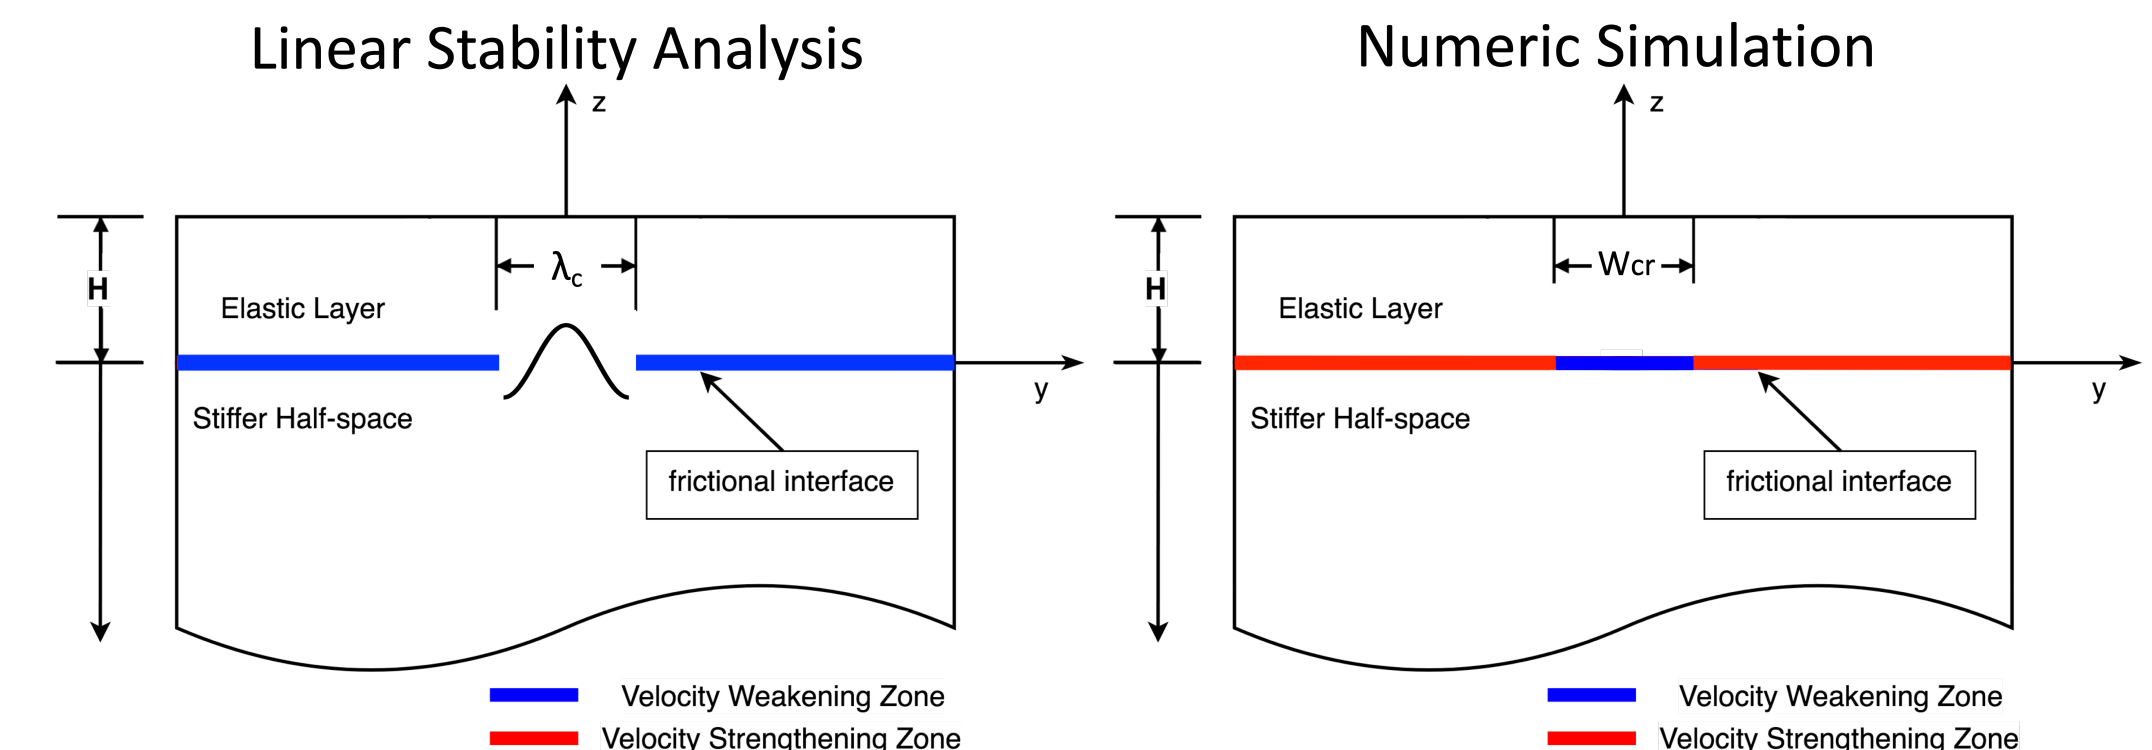 Linear Stability Analysis
z
H
λc
Elastic Layer
y
Stiffer Half-space
frictional interface
Velocity Weakening Zone
Velocity Strengthening Zone
Numeric Simulation
z
H
Wcr
Elastic Layer
y
Stiffer Half-space
frictional interface
Velocity Weakening Zone
Velocity Strengthening Zone